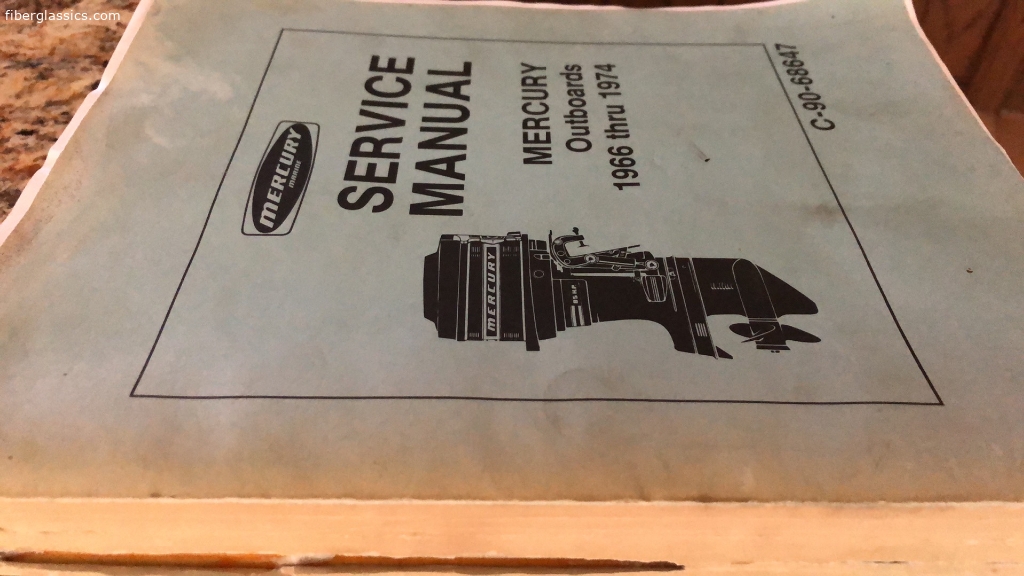 fiberglassics.com
MERCURY
MARINE
SERVICE
MANUAL
MERCURY
Outboards
1966 thru 1974
MERCURY
C-90-68647